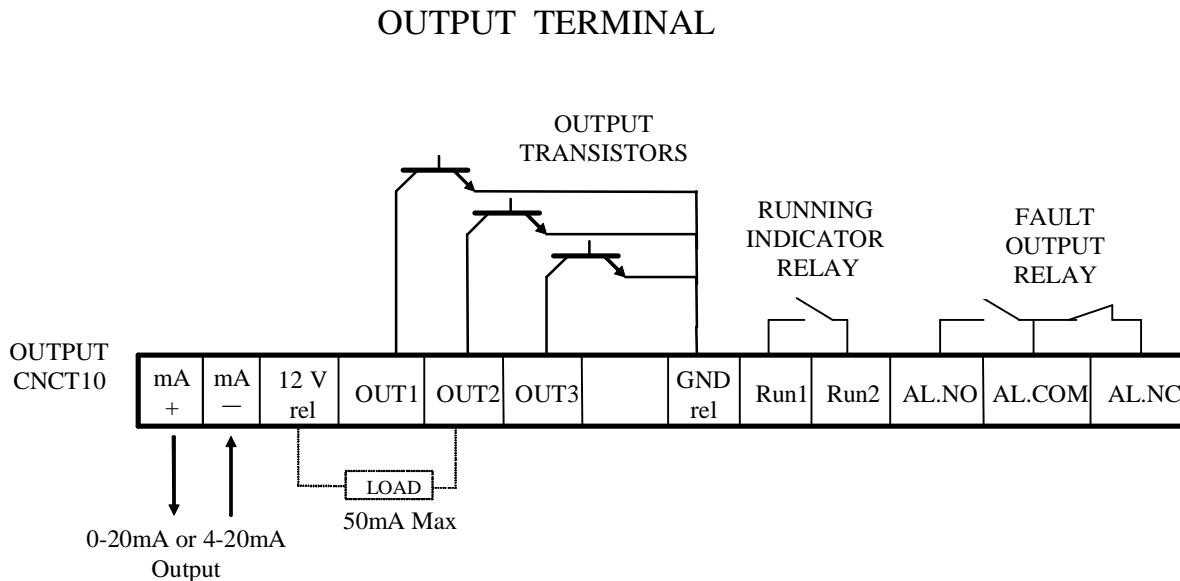 OUTPUT TERMINAL
OUTPUT
TRANSISTORS
RUNNING
INDICATOR
RELAY
FAULT
OUTPUT
RELAY
OUTPUT
CNCT10
mA
+
mA
—
12 V
rel
OUT1
OUT2
OUT3
GND
rel
Run1
Run2
AL.NO
AL.COM
AL.NC
LOAD
50mA Max
0-20mA or 4-20mA
Output